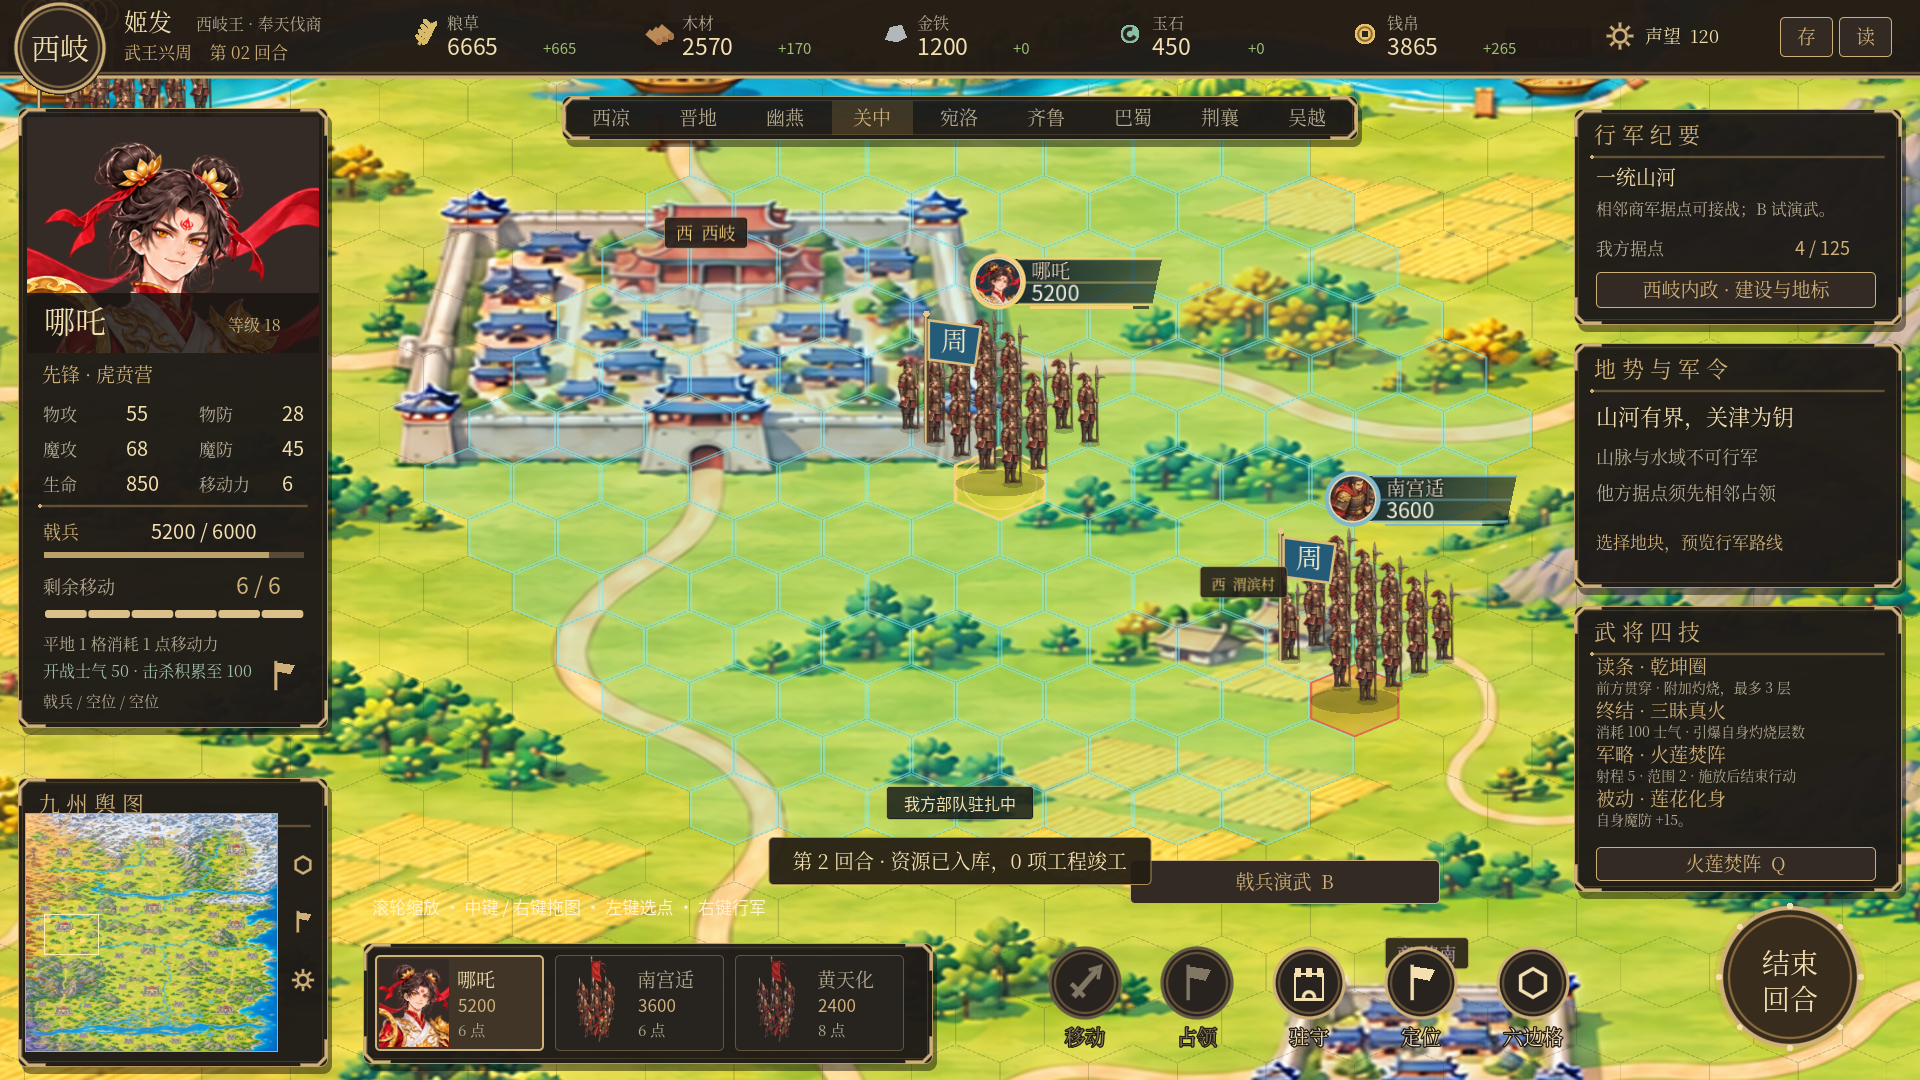 西岐
姬发 西岐王 · 奉天伐商
武王兴周 第 02 回合
粮草 6665 +665
木材 2570 +170
金铁 1200 +0
玉石 450 +0
钱帛 3865 +265
声望 120
存 读
西凉 晋地 幽燕 关中 宛洛 齐鲁 巴蜀 荆襄 吴越
哪吒 等级 18
先锋 · 虎贲营
物攻 55 物防 28
魔攻 68 魔防 45
生命 850 移动力 6
戟兵 5200 / 6000
剩余移动 6 / 6
平地 1 格消耗 1 点移动力
开战士气 50 · 击杀积累至 100
戟兵 / 空位 / 空位
九州舆图
西 西岐
哪吒
5200
周
南宫适
3600
周
西 渭滨村
行军纪要
一统山河
相邻商军据点可接战；B 试演武。
我方据点 4 / 125
西岐内政 · 建设与地标
地势与军令
山河有界，关津为钥
山脉与水域不可行军
他方据点须先相邻占领
选择地块，预览行军路线
武将四技
读条 · 乾坤圈
前方贯穿 · 附加灼烧，最多 3 层
终结 · 三昧真火
消耗 100 士气 · 引爆自身灼烧层数
军略 · 火莲焚阵
射程 5 · 范围 2 · 施放后结束行动
被动 · 莲花化身
自身魔防 +15。
火莲焚阵 Q
我方部队驻扎中
第 2 回合 · 资源已入库，0 项工程竣工
戟兵演武 B
滚轮缩放 · 中键 / 右键拖图 · 左键选点 · 右键行军
哪吒
5200
6 点
南宫适
3600
6 点
黄天化
2400
8 点
移动 占领 驻守 定位 六边格
结束
回合